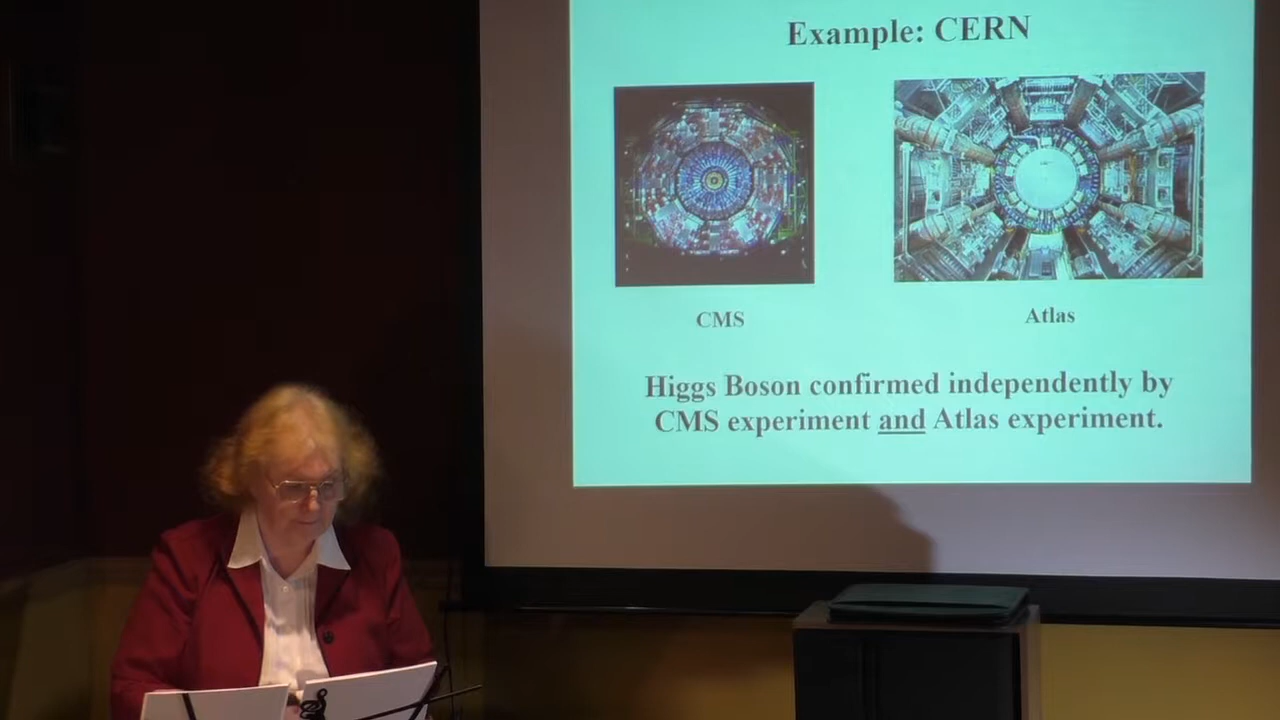 Example: CERN
CMS
Atlas
Higgs Boson confirmed independently by
CMS experiment and Atlas experiment.